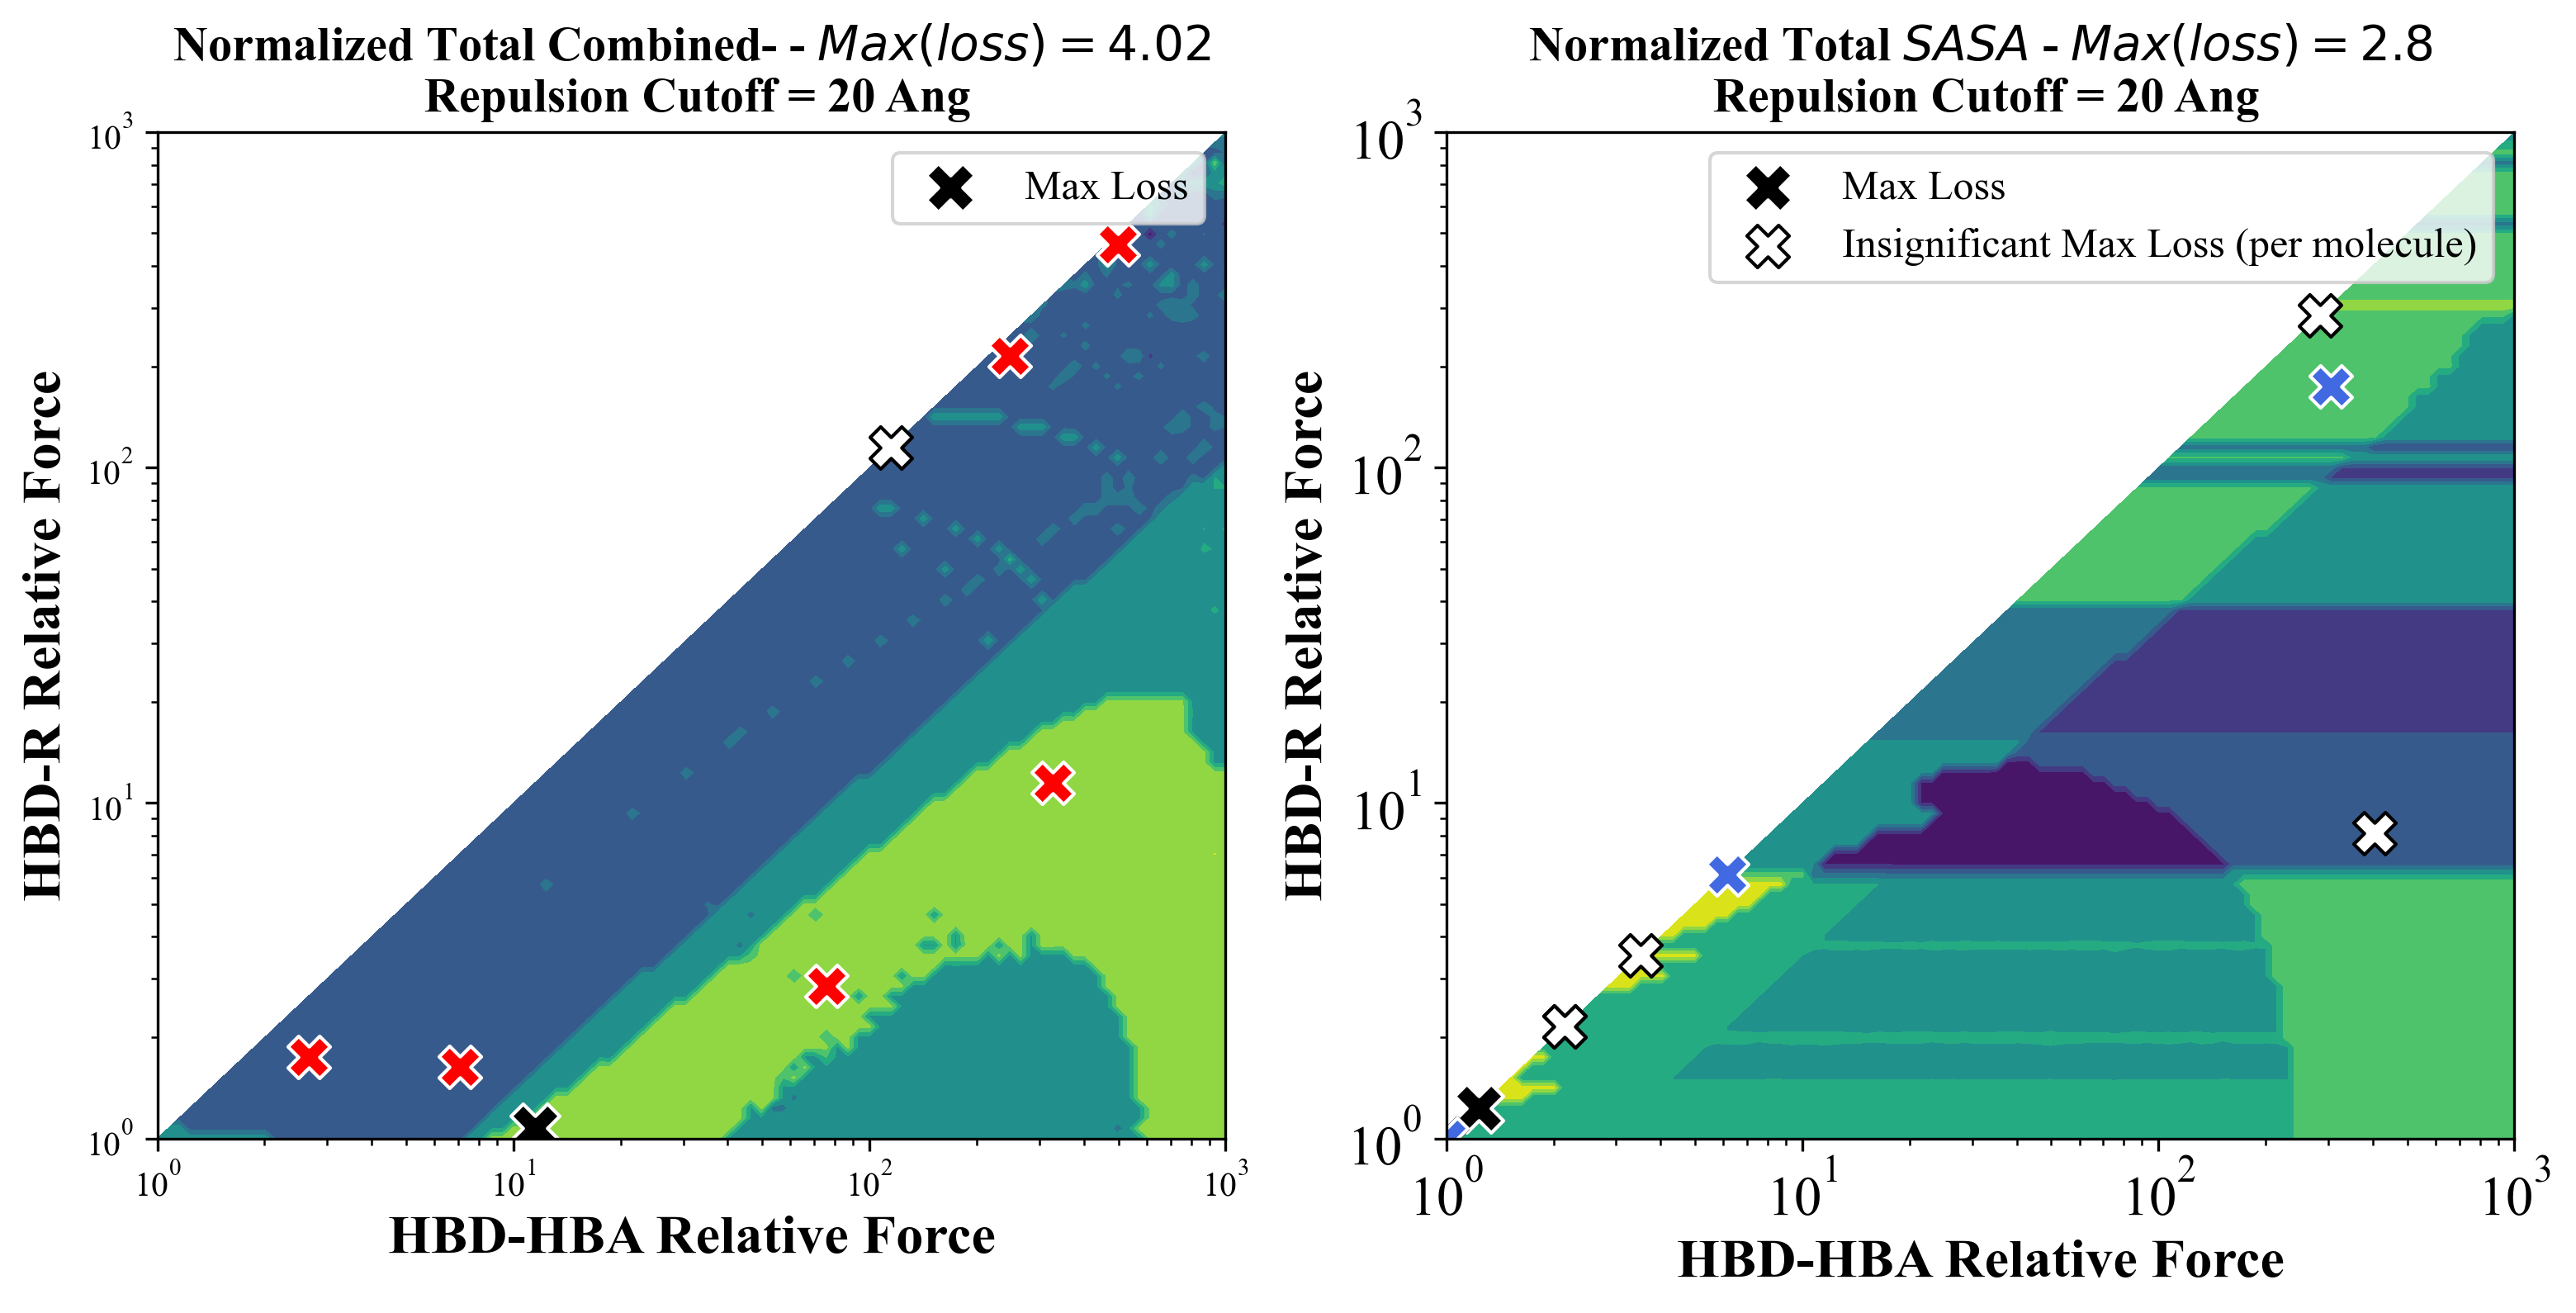 Normalized Total Combined- - Max(loss) = 4.02
Repulsion Cutoff = 20 Ang
Max Loss
HBD-R Relative Force
10^3
10^2
10^1
10^0
10^0 10^1 10^2 10^3
HBD-HBA Relative Force
Normalized Total SASA - Max(loss) = 2.8
Repulsion Cutoff = 20 Ang
Max Loss
Insignificant Max Loss (per molecule)
HBD-R Relative Force
10^3
10^2
10^1
10^0
10^0 10^1 10^2 10^3
HBD-HBA Relative Force